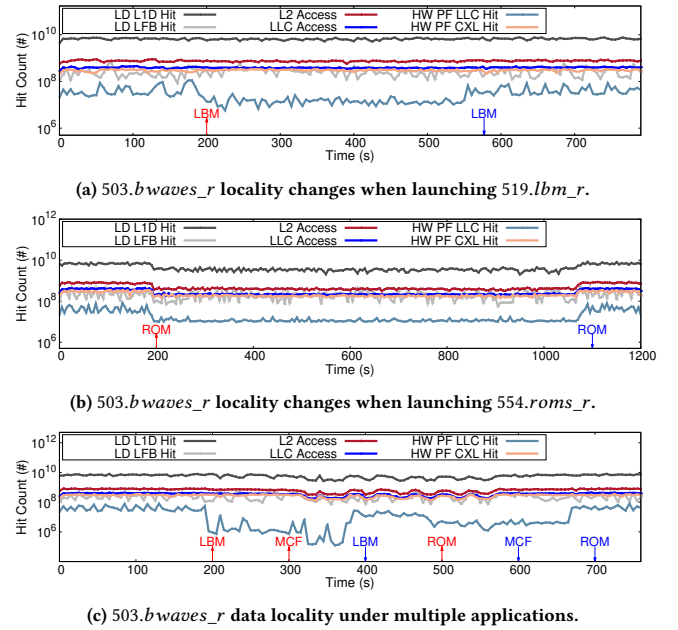 LD L1D Hit L2 Access HW PF LLC Hit
LD LFB Hit LLC Access HW PF CXL Hit
10^10
10^8
10^6
Hit Count (#)
LBM LBM
0 100 200 300 400 500 600 700
Time (s)
(a) 503.bwaves_r locality changes when launching 519.lbm_r.
10^12
LD L1D Hit L2 Access HW PF LLC Hit
LD LFB Hit LLC Access HW PF CXL Hit
10^10
10^8
10^6
Hit Count (#)
ROM ROM
0 200 400 600 800 1000 1200
Time (s)
(b) 503.bwaves_r locality changes when launching 554.roms_r.
10^12
LD L1D Hit L2 Access HW PF LLC Hit
LD LFB Hit LLC Access HW PF CXL Hit
10^10
10^8
10^6
Hit Count (#)
LBM MCF LBM ROM MCF ROM
0 100 200 300 400 500 600 700
Time (s)
(c) 503.bwaves_r data locality under multiple applications.